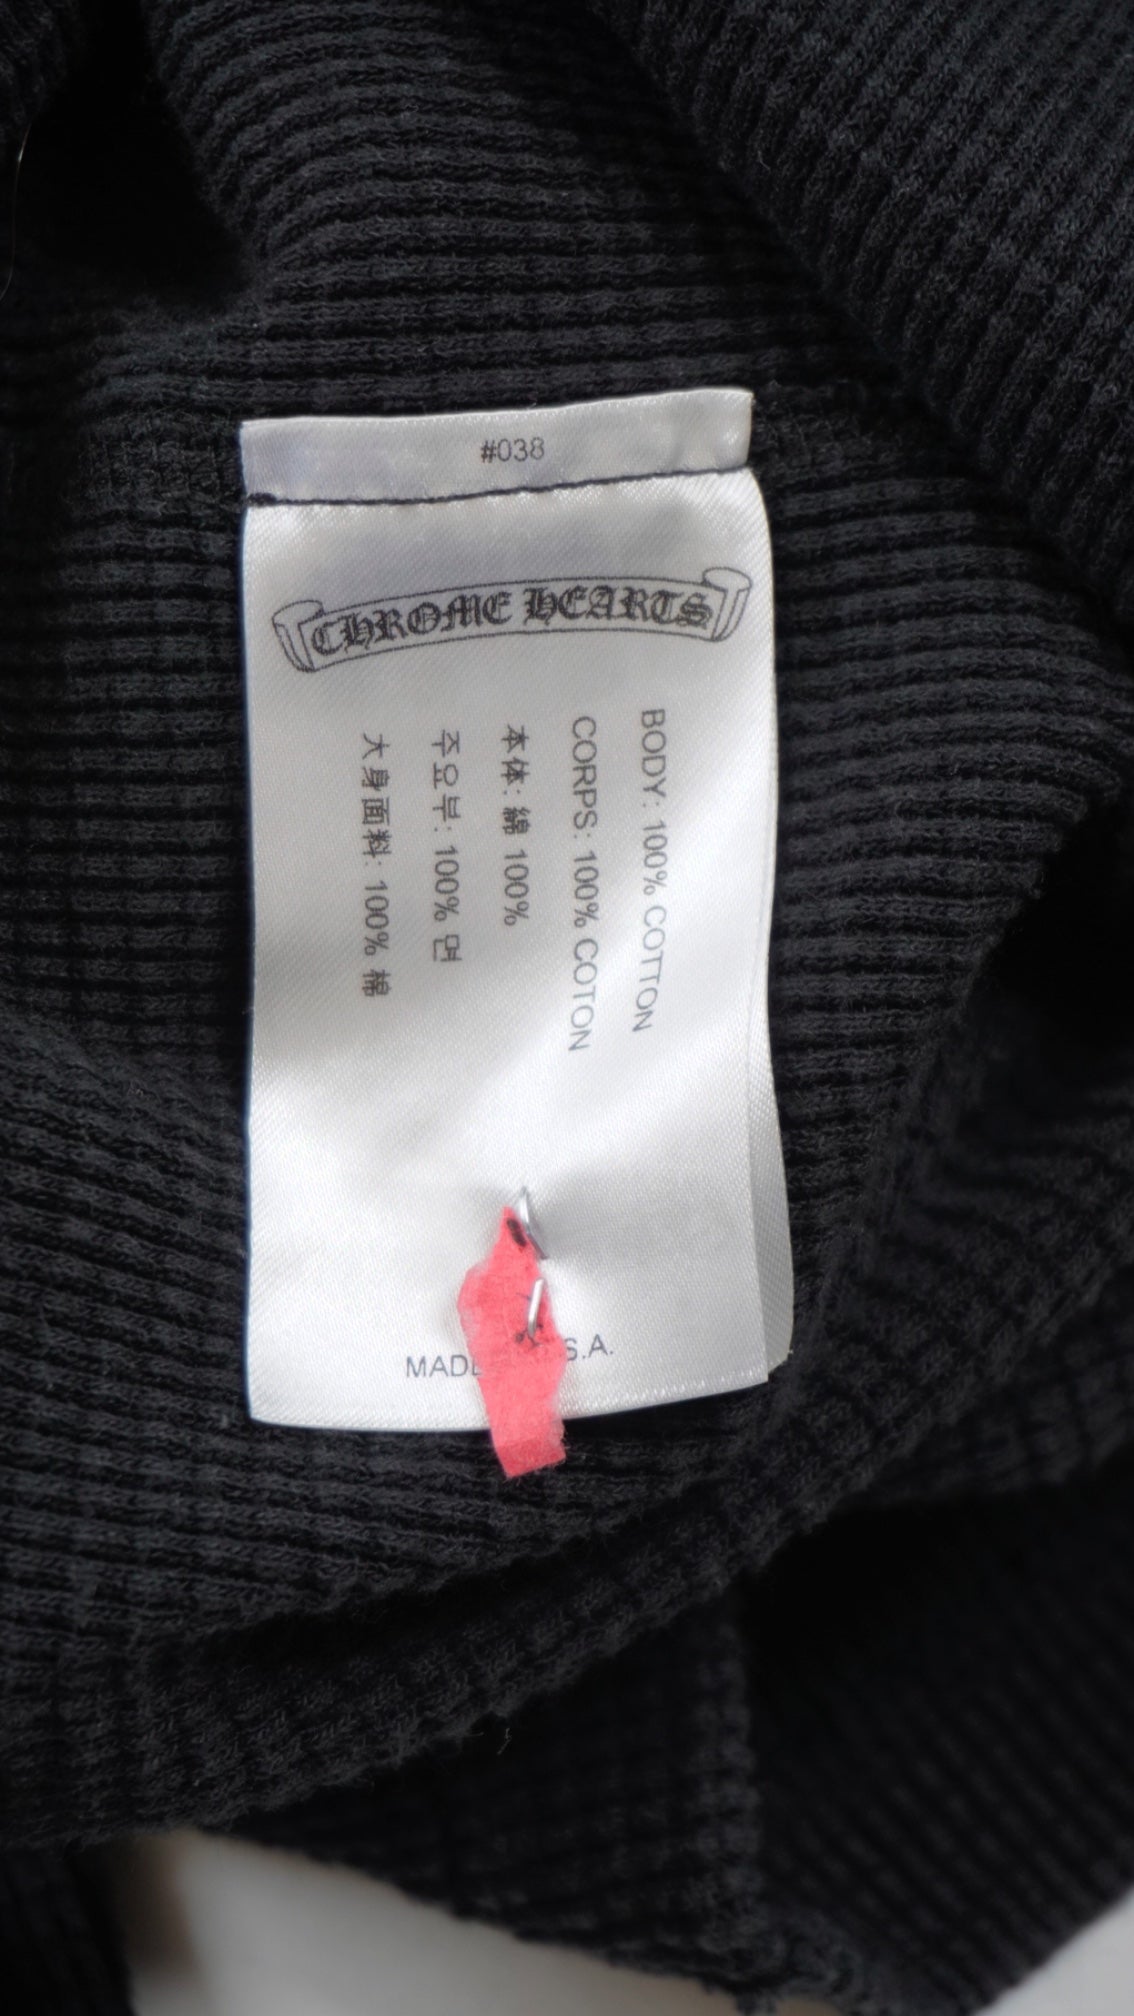 #038
CHROME HEARTS
BODY: 100% COTTON
CORPS: 100% COTON
本体: 綿 100%
주요부: 100% 면
大身面料: 100% 棉
MADE S.A.